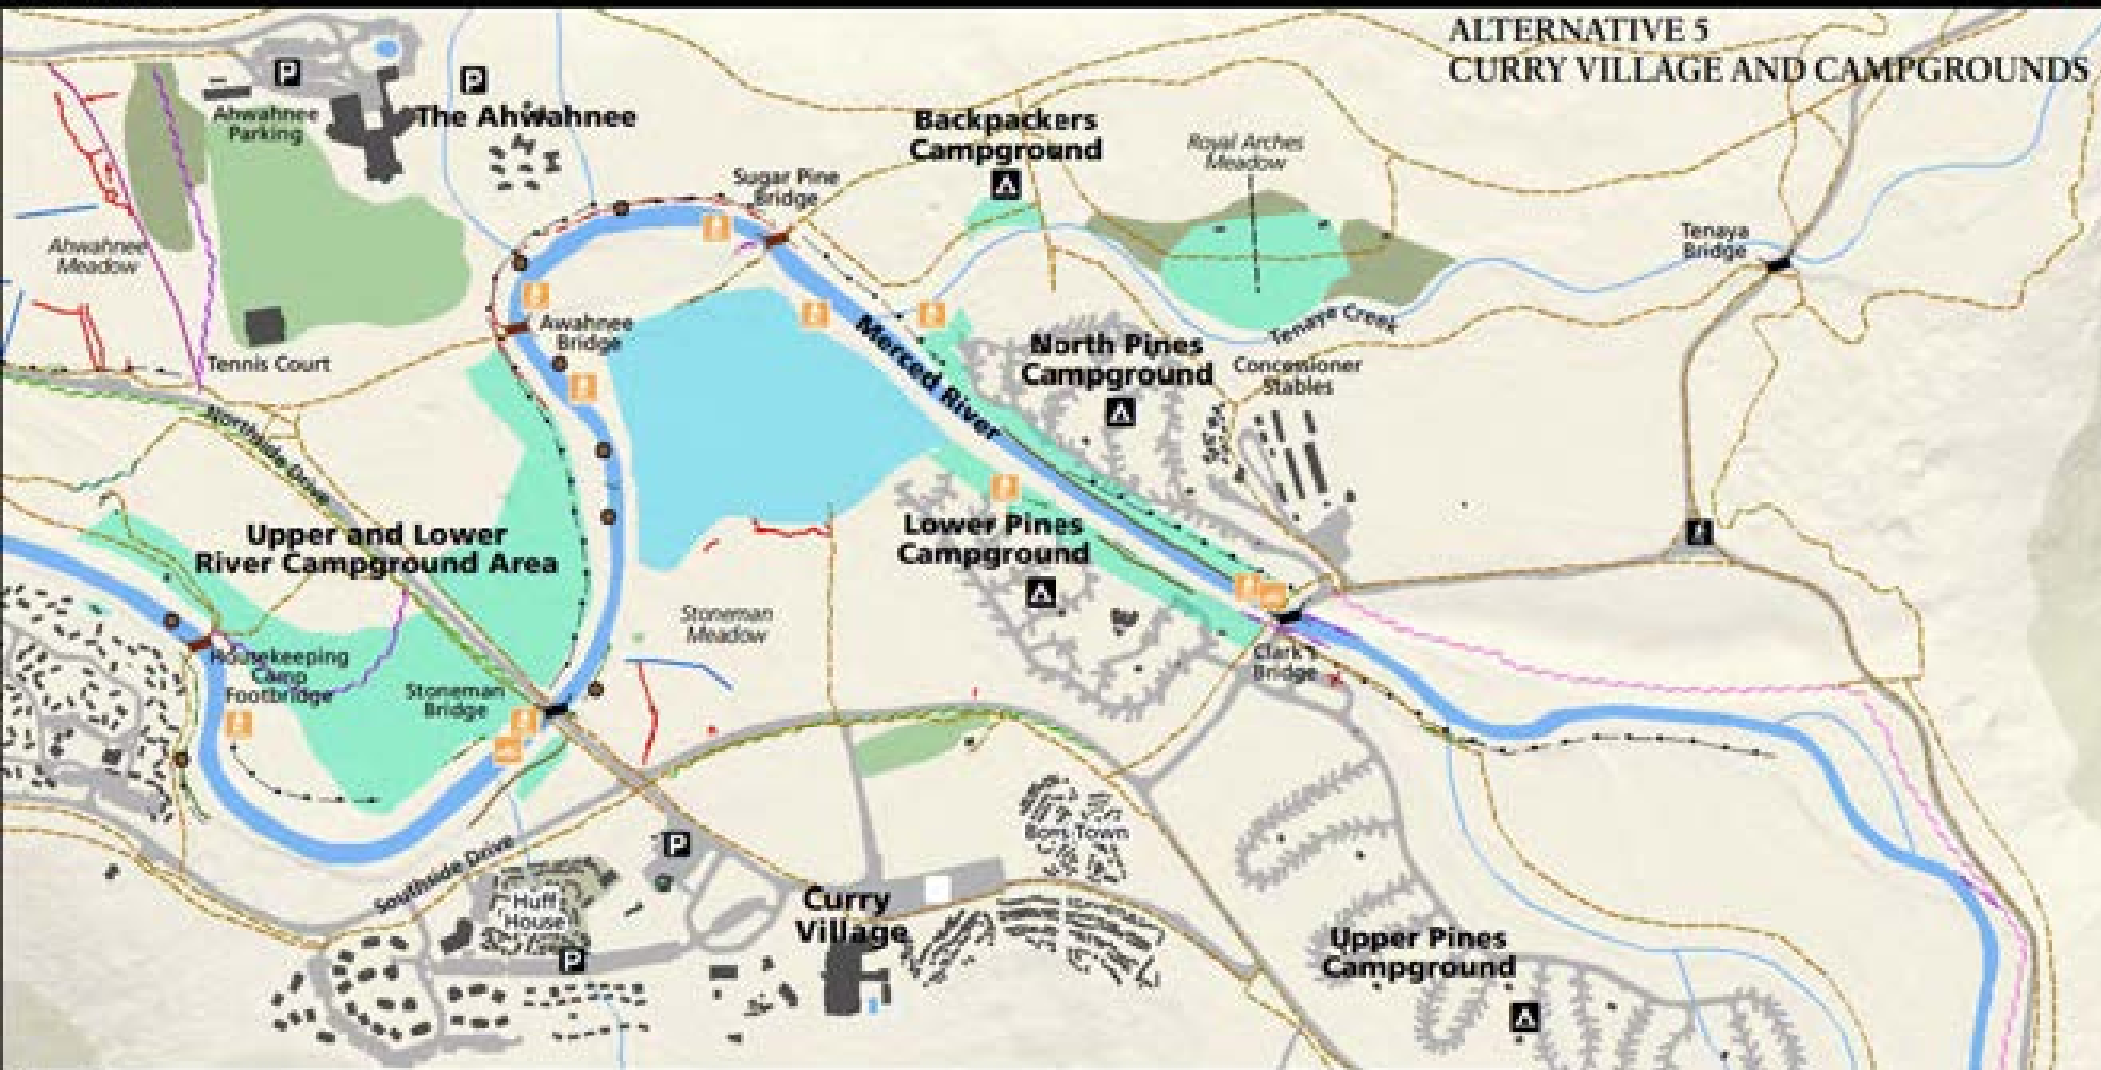 ALTERNATIVE 5
CURRY VILLAGE AND CAMPGROUNDS
P
P
Ahwahnee
Parking
The Ahwahnee
Backpackers
Campground
Royal Arches
Meadow
Sugar Pine
Bridge
Ahwahnee
Meadow
Tenaya
Bridge
Awahnee
Bridge
Tennis Court
Merced River
Tenaya Creek
North Pines
Campground
Concessioner
Stables
Northside Drive
Upper and Lower
River Campground Area
Lower Pines
Campground
Stoneman
Meadow
Housekeeping
Camp
Footbridge
Stoneman
Bridge
Clark's
Bridge
Southside Drive
P
Boys Town
Huff
House
P
Curry
Village
Upper Pines
Campground